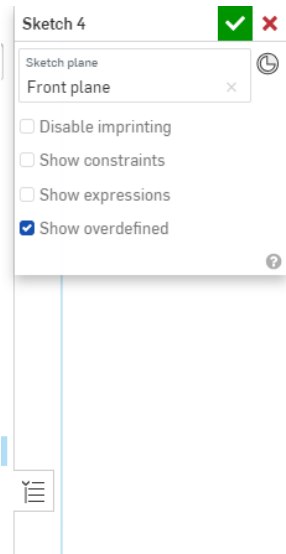 Sketch 4
Sketch plane
Front plane
Disable imprinting
Show constraints
Show expressions
Show overdefined